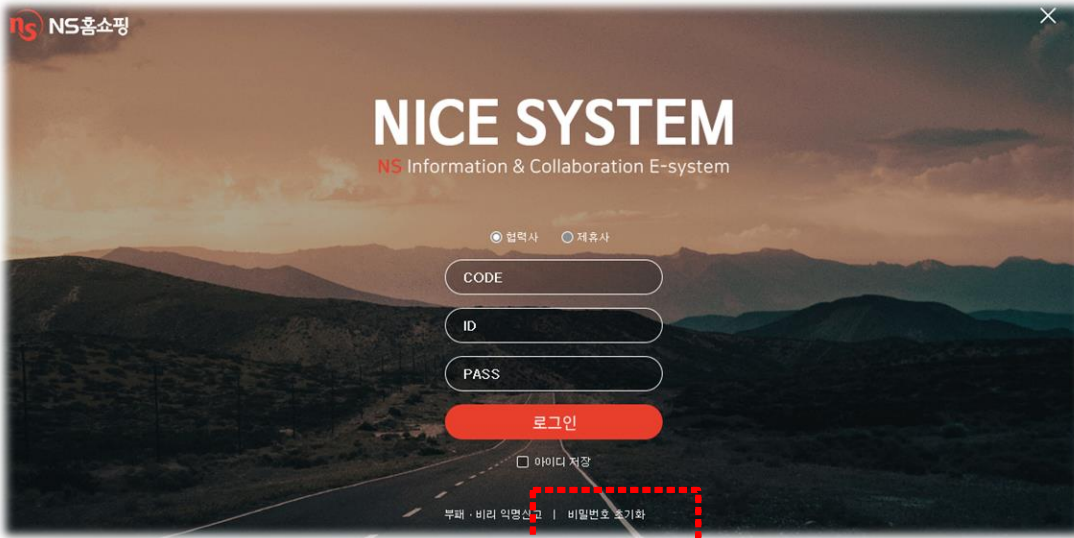 ns NS홈쇼핑
NICE SYSTEM
NS Information & Collaboration E-system
협력사 제휴사
CODE
ID
PASS
로그인
아이디 저장
부패 · 비리 익명신고 | 비밀번호 초기화